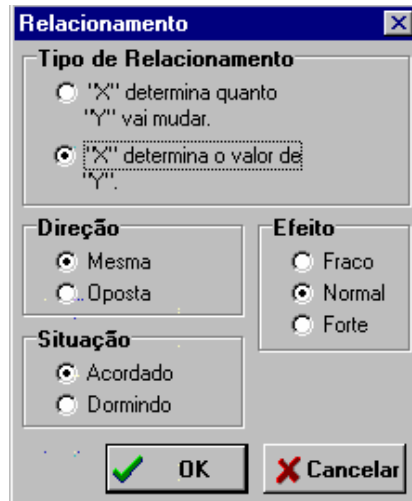 Relacionamento
Tipo de Relacionamento
"X" determina quanto
"Y" vai mudar.
"X" determina o valor de
"Y".
Direção
Mesma
Oposta
Efeito
Fraco
Normal
Forte
Situação
Acordado
Dormindo
OK
Cancelar